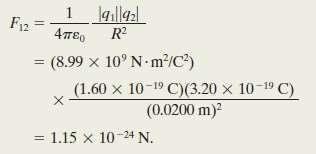 F₁₂ = 1/(4πε₀) |q₁||q₂|/R²
= (8.99 × 10⁹ N·m²/C²)
× (1.60 × 10⁻¹⁹ C)(3.20 × 10⁻¹⁹ C)/(0.0200 m)²
= 1.15 × 10⁻²⁴ N.